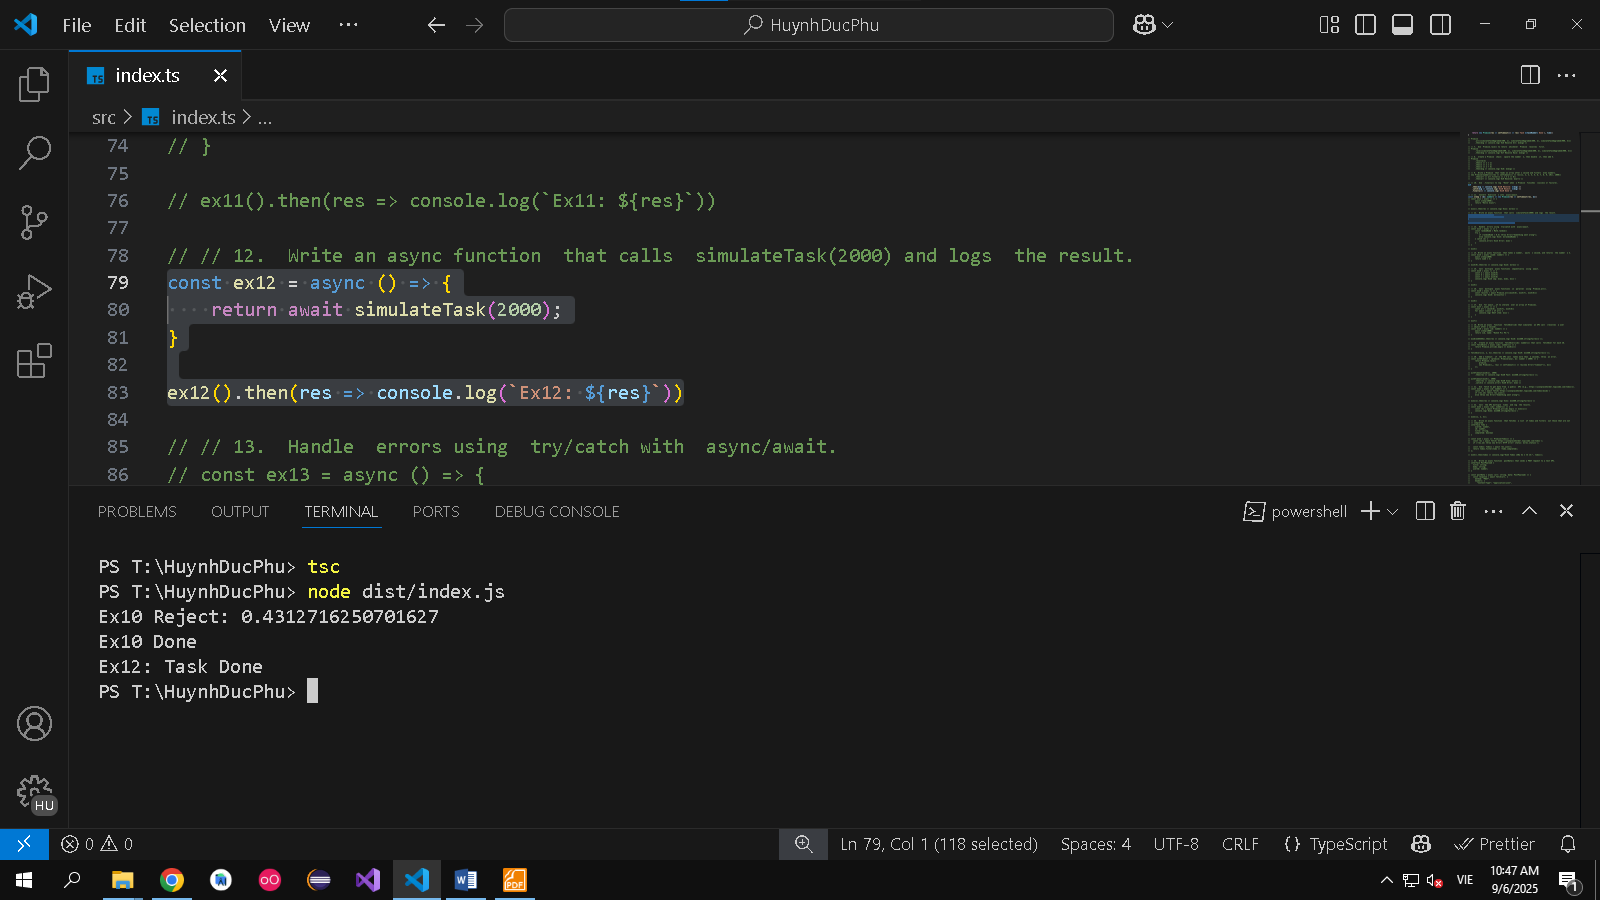 File Edit Selection View ··· HuynhDucPhu
TS index.ts
src > TS index.ts > ...
74 // }
75
76 // ex11().then(res => console.log(`Ex11: ${res}`))
77
78 // // 12.  Write an async function  that calls  simulateTask(2000) and logs  the result.
79 const ex12 = async () => {
80     return await simulateTask(2000);
81 }
82
83 ex12().then(res => console.log(`Ex12: ${res}`))
84
85 // // 13.  Handle  errors using  try/catch with  async/await.
86 // const ex13 = async () => {
PROBLEMS OUTPUT TERMINAL PORTS DEBUG CONSOLE powershell
PS T:\HuynhDucPhu> tsc
PS T:\HuynhDucPhu> node dist/index.js
Ex10 Reject: 0.4312716250701627
Ex10 Done
Ex12: Task Done
PS T:\HuynhDucPhu>
HU
0 0 Ln 79, Col 1 (118 selected) Spaces: 4 UTF-8 CRLF {} TypeScript Prettier
VIE 10:47 AM
9/6/2025 1